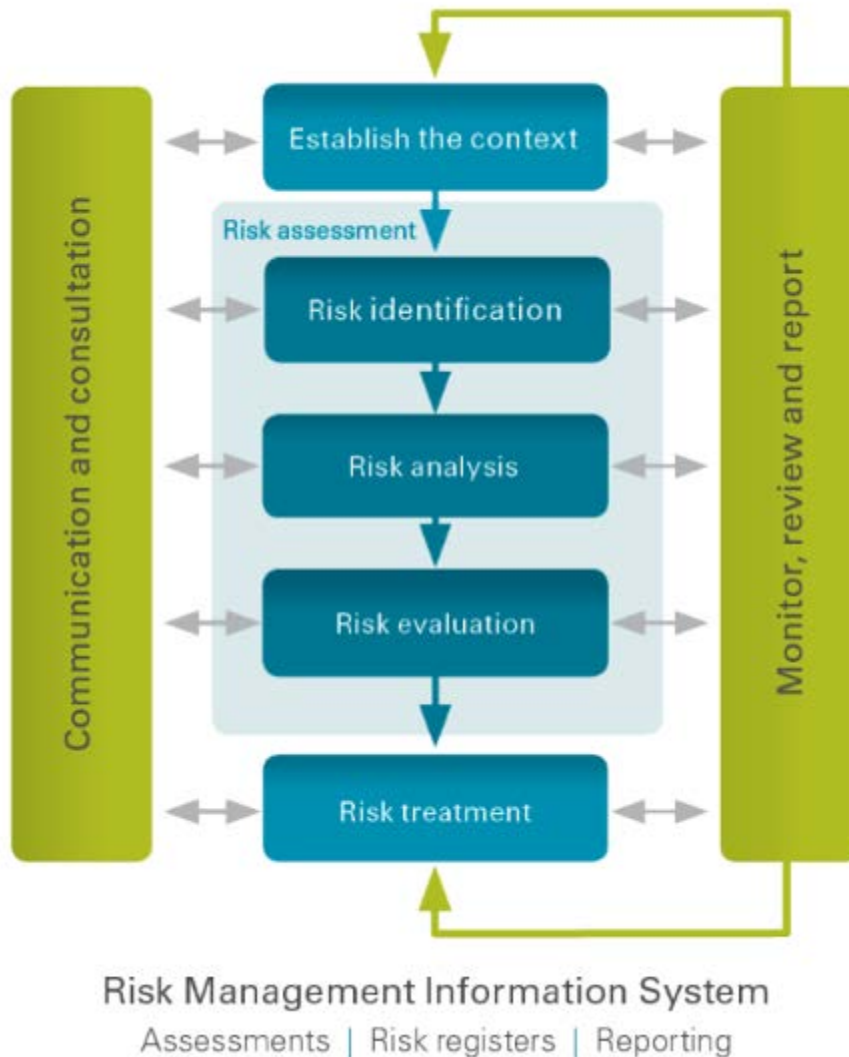 Establish the context
Communication and consultation
Risk assessment
Risk identification
Risk analysis
Risk evaluation
Risk treatment
Monitor, review and report
Risk Management Information System
Assessments | Risk registers | Reporting